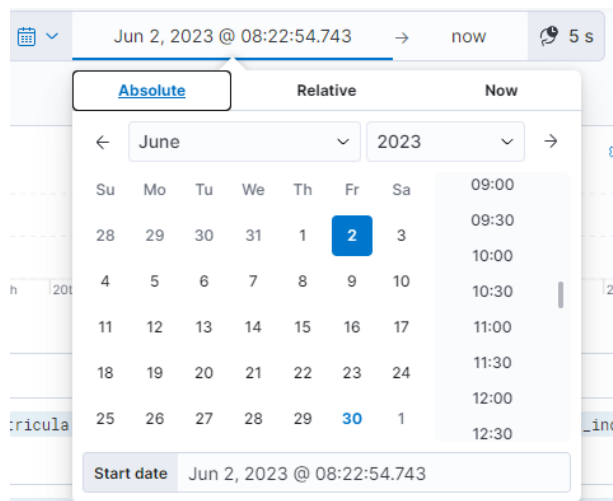 Jun 2, 2023 @ 08:22:54.743 → now 5 s
Absolute Relative Now
← June 2023 →
Su Mo Tu We Th Fr Sa
28 29 30 31 1 2 3
4 5 6 7 8 9 10
11 12 13 14 15 16 17
18 19 20 21 22 23 24
25 26 27 28 29 30 1
09:00
09:30
10:00
10:30
11:00
11:30
12:00
12:30
h 20t
tricula
_ind
Start date Jun 2, 2023 @ 08:22:54.743